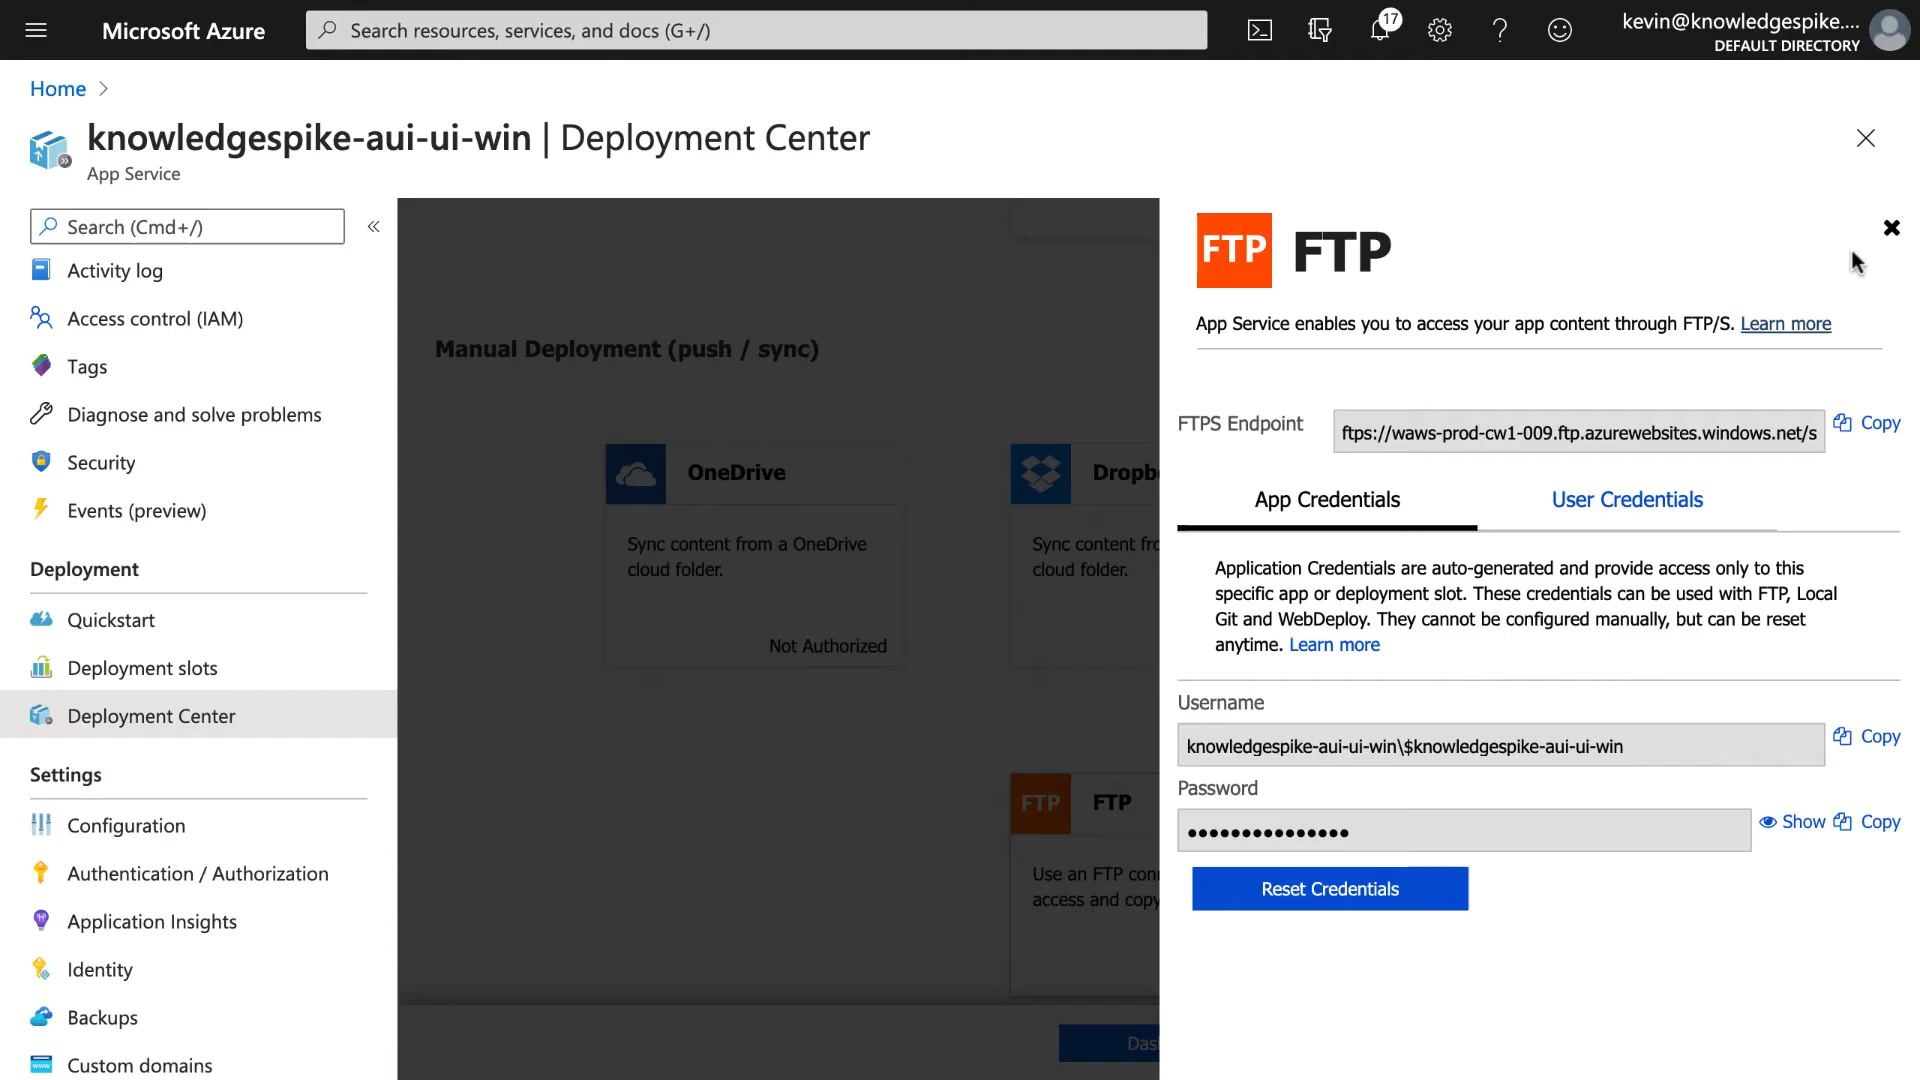 Microsoft Azure
Search resources, services, and docs (G+/)
17
kevin@knowledgespike....
DEFAULT DIRECTORY
Home
knowledgespike-aui-ui-win | Deployment Center
App Service
Search (Cmd+/)
Activity log
Access control (IAM)
Tags
Diagnose and solve problems
Security
Events (preview)
Deployment
Quickstart
Deployment slots
Deployment Center
Settings
Configuration
Authentication / Authorization
Application Insights
Identity
Backups
Custom domains
Manual Deployment (push / sync)
OneDrive
Sync content from a OneDrive
cloud folder.
Not Authorized
Dropb
Sync content fro
cloud folder.
FTP FTP
Use an FTP con
access and copy
Das
FTP FTP
App Service enables you to access your app content through FTP/S. Learn more
FTPS Endpoint
ftps://waws-prod-cw1-009.ftp.azurewebsites.windows.net/s
Copy
App Credentials
User Credentials
Application Credentials are auto-generated and provide access only to this
specific app or deployment slot. These credentials can be used with FTP, Local
Git and WebDeploy. They cannot be configured manually, but can be reset
anytime. Learn more
Username
knowledgespike-aui-ui-win\$knowledgespike-aui-ui-win
Copy
Password
Show
Copy
Reset Credentials